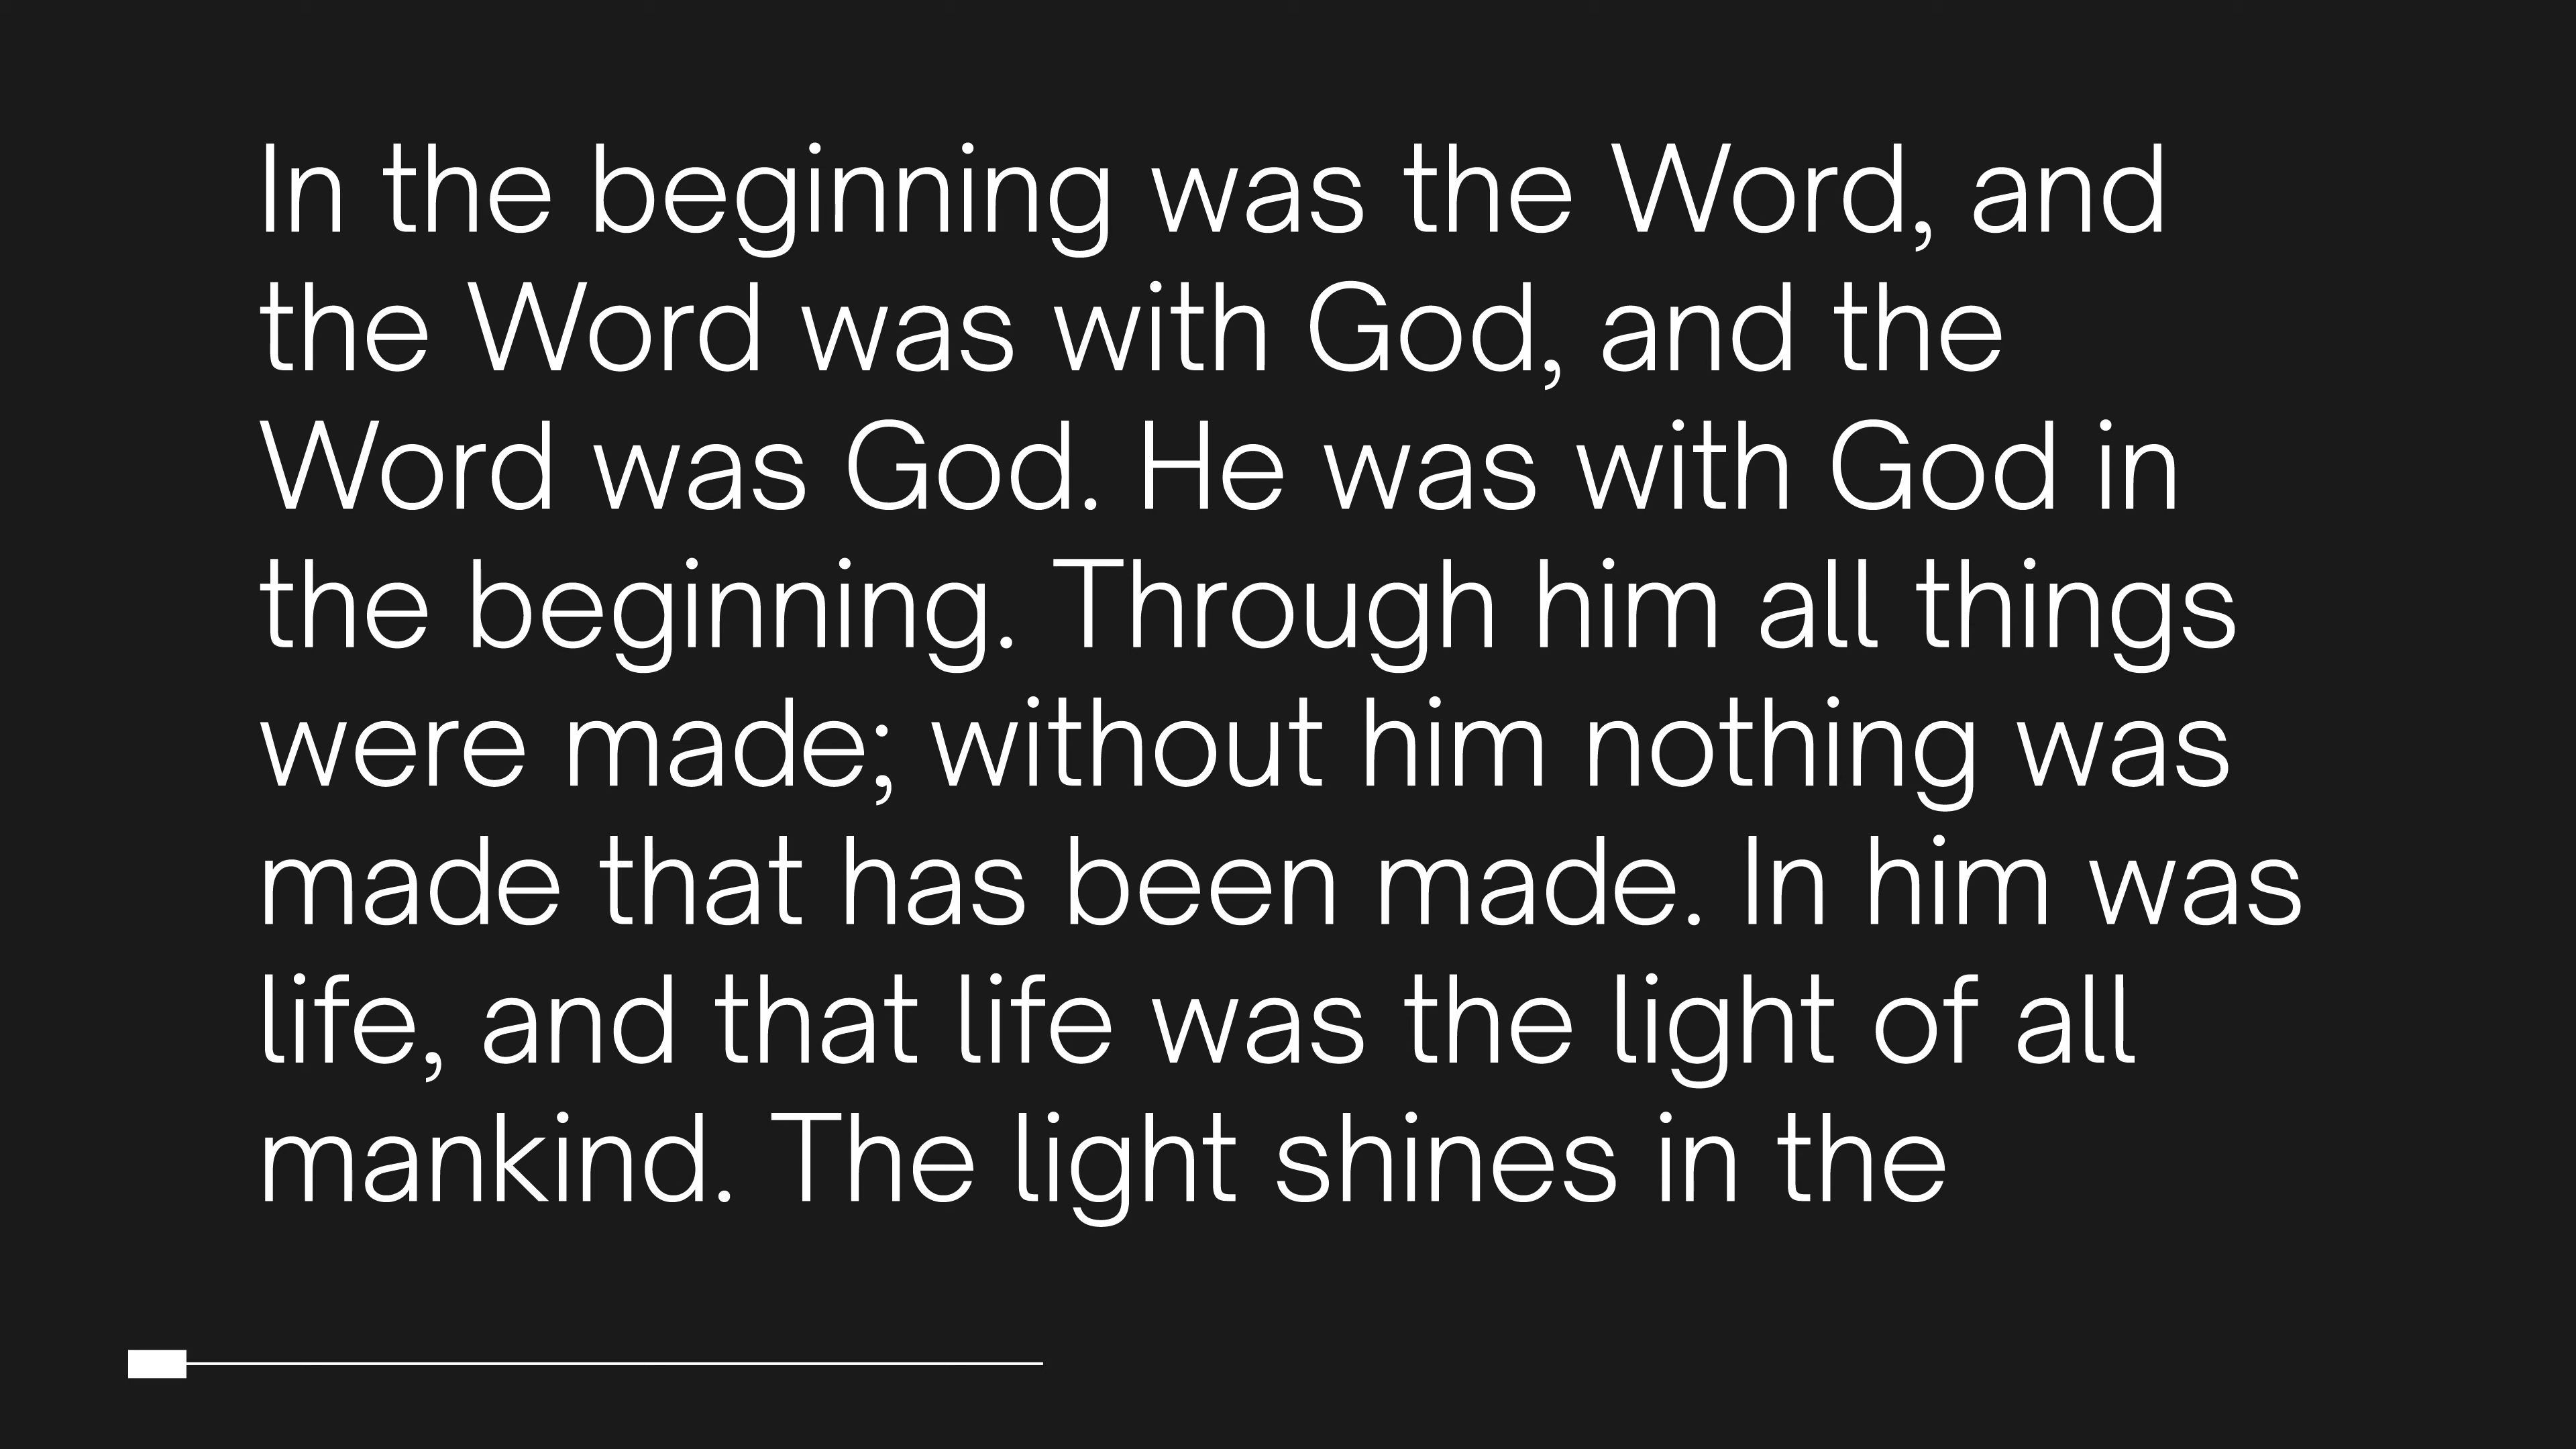 In the beginning was the Word, and
the Word was with God, and the
Word was God. He was with God in
the beginning. Through him all things
were made; without him nothing was
made that has been made. In him was
life, and that life was the light of all
mankind. The light shines in the